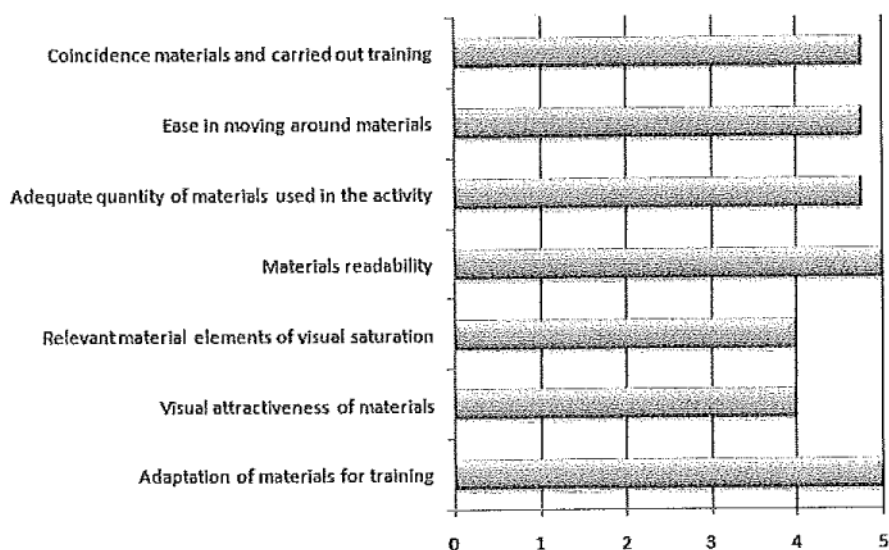 Coincidence materials and carried out training
Ease in moving around materials
Adequate quantity of materials used in the activity
Materials readability
Relevant material elements of visual saturation
Visual attractiveness of materials
Adaptation of materials for training
0 1 2 3 4 5